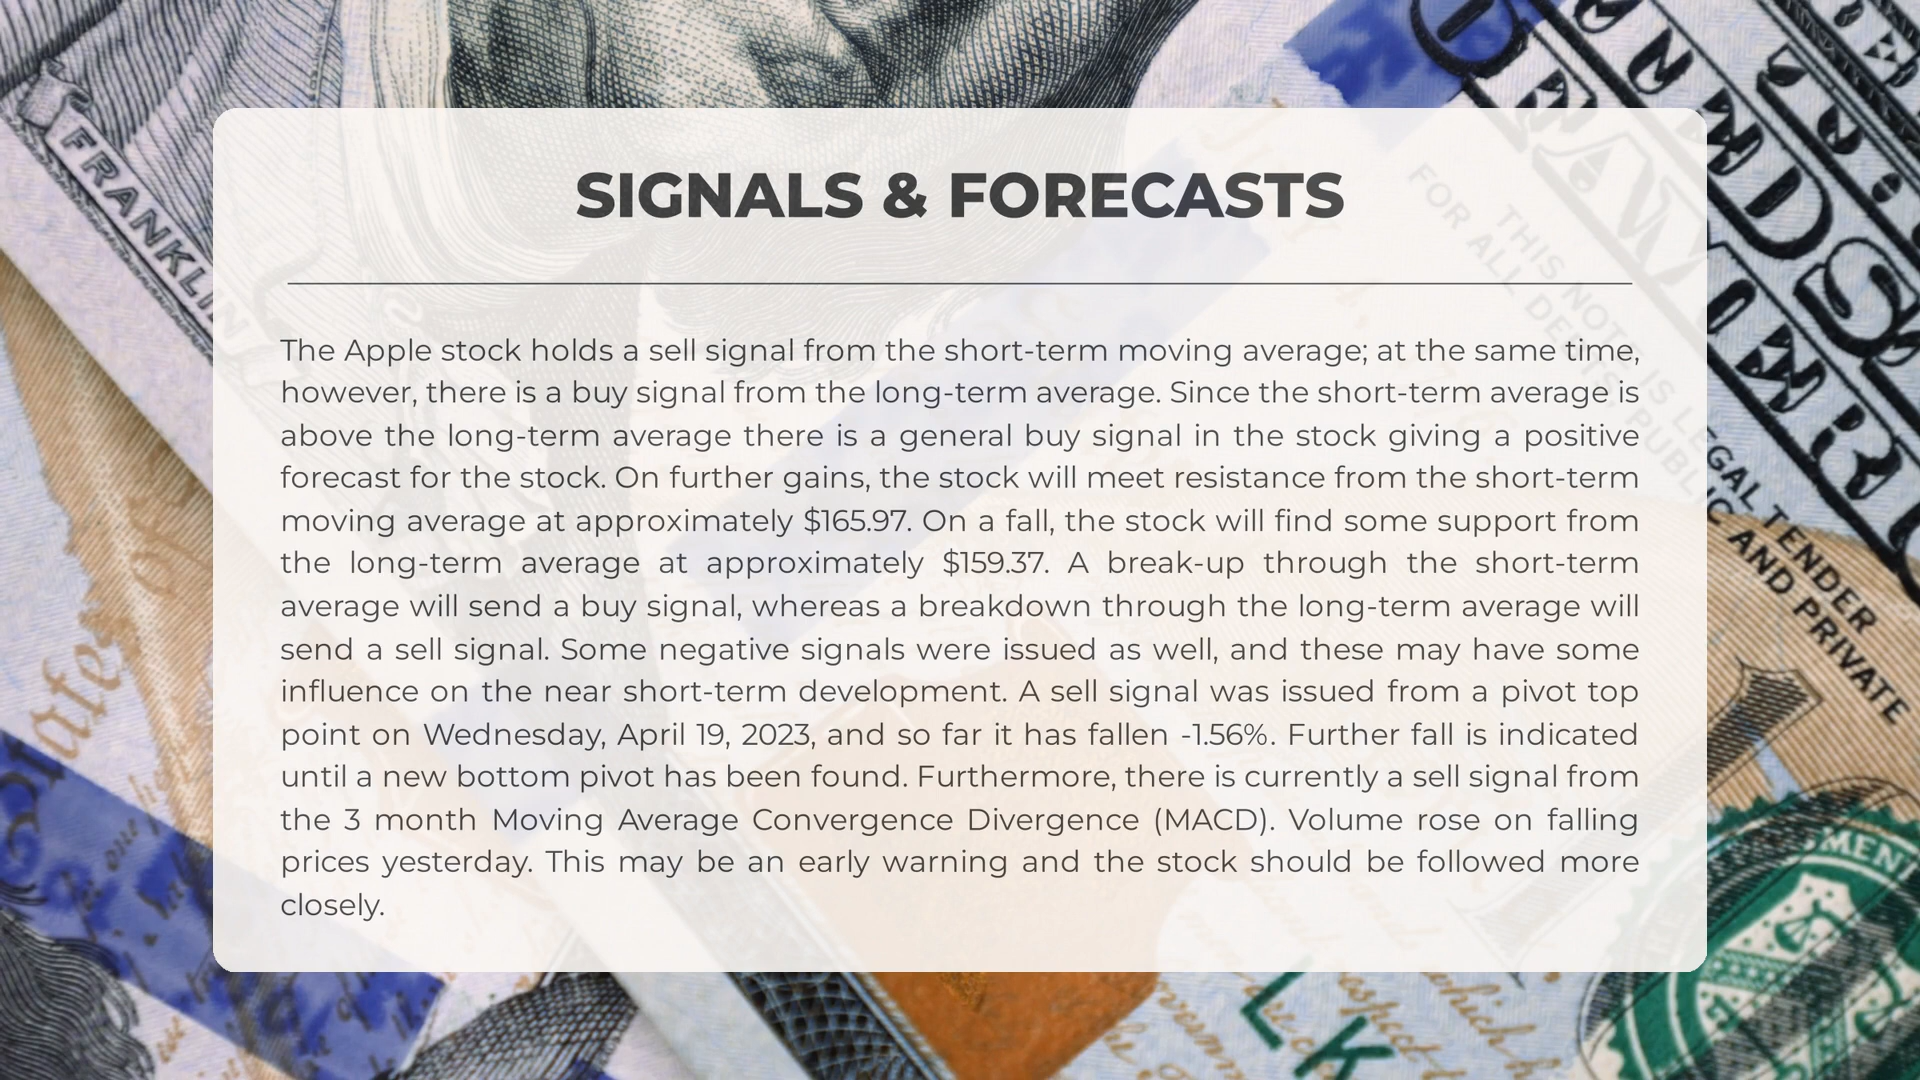 FRANKLIN
SIGNALS & FORECASTS
The Apple stock holds a sell signal from the short-term moving average; at the same time,
however, there is a buy signal from the long-term average. Since the short-term average is
above the long-term average there is a general buy signal in the stock giving a positive
forecast for the stock. On further gains, the stock will meet resistance from the short-term
moving average at approximately $165.97. On a fall, the stock will find some support from
the long-term average at approximately $159.37. A break-up through the short-term
average will send a buy signal, whereas a breakdown through the long-term average will
send a sell signal. Some negative signals were issued as well, and these may have some
influence on the near short-term development. A sell signal was issued from a pivot top
point on Wednesday, April 19, 2023, and so far it has fallen -1.56%. Further fall is indicated
until a new bottom pivot has been found. Furthermore, there is currently a sell signal from
the 3 month Moving Average Convergence Divergence (MACD). Volume rose on falling
prices yesterday. This may be an early warning and the stock should be followed more
closely.
THIS NOTE IS LEGAL TENDER
FOR ALL DEBTS, PUBLIC AND PRIVATE
L K